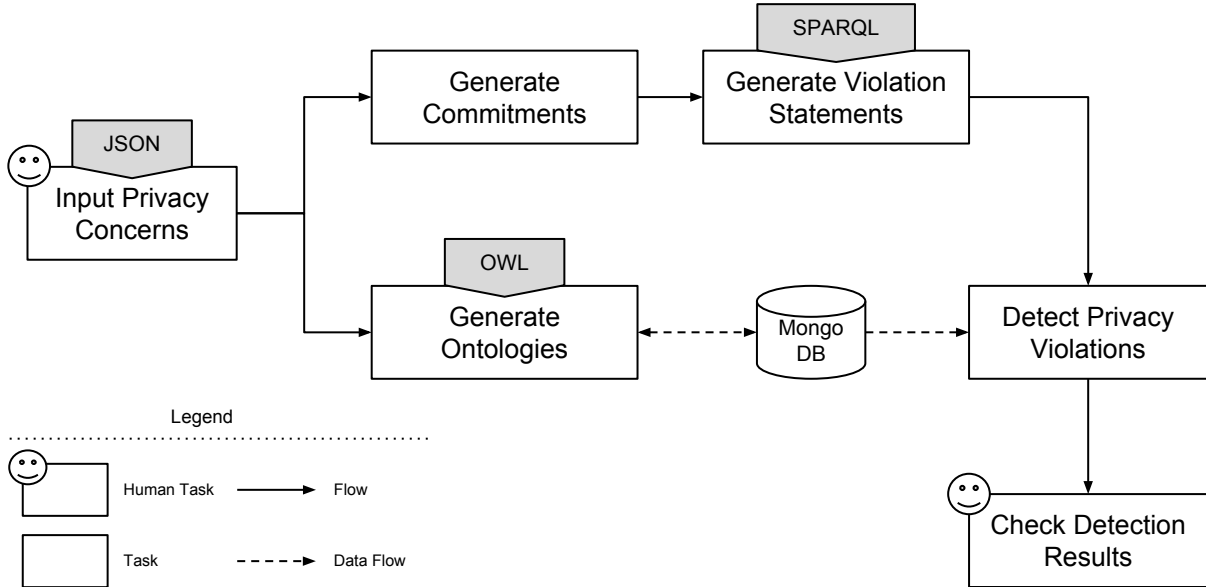 SPARQL
Generate
Commitments
Generate Violation
Statements
JSON
Input Privacy
Concerns
OWL
Generate
Ontologies
Mongo
DB
Detect Privacy
Violations
Legend
Human Task
Flow
Task
Data Flow
Check Detection
Results